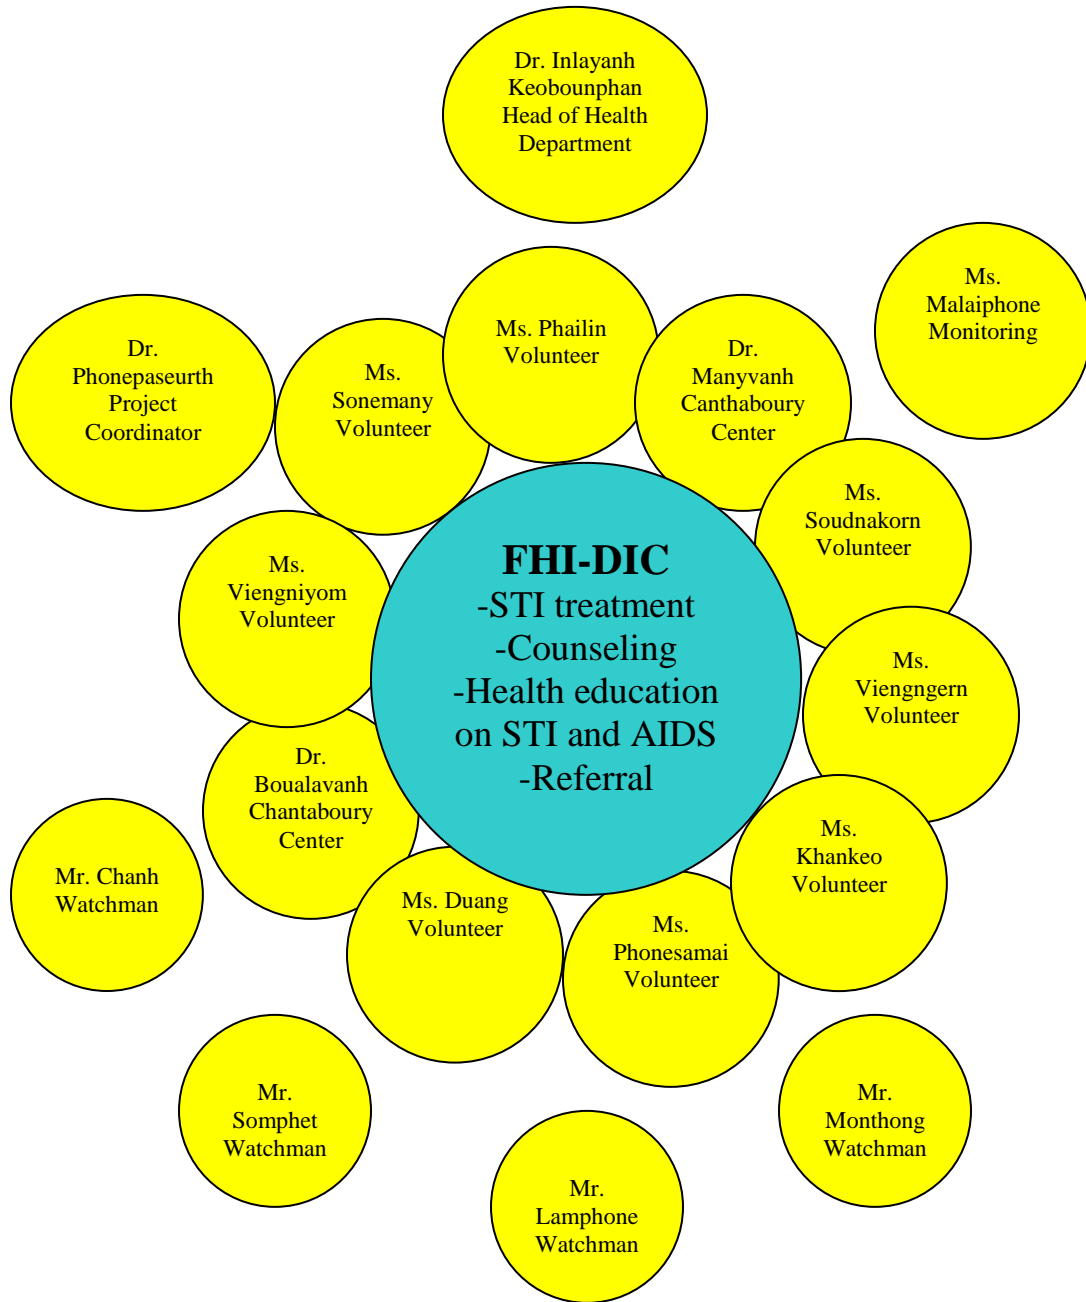 Dr. Inlayanh
Keobounphan
Head of Health
Department
Ms.
Malaiphone
Monitoring
Dr.
Phonepaseurth
Project
Coordinator
Ms.
Sonemany
Volunteer
Ms. Phailin
Volunteer
Dr.
Manyvanh
Canthaboury
Center
Ms.
Soudnakorn
Volunteer
Ms.
Viengniyom
Volunteer
FHI-DIC
-STI treatment
-Counseling
-Health education
on STI and AIDS
-Referral
Ms.
Viengngern
Volunteer
Dr.
Boualavanh
Chantaboury
Center
Ms.
Khankeo
Volunteer
Mr. Chanh
Watchman
Ms. Duang
Volunteer
Ms.
Phonesamai
Volunteer
Mr.
Somphet
Watchman
Mr.
Monthong
Watchman
Mr.
Lamphone
Watchman